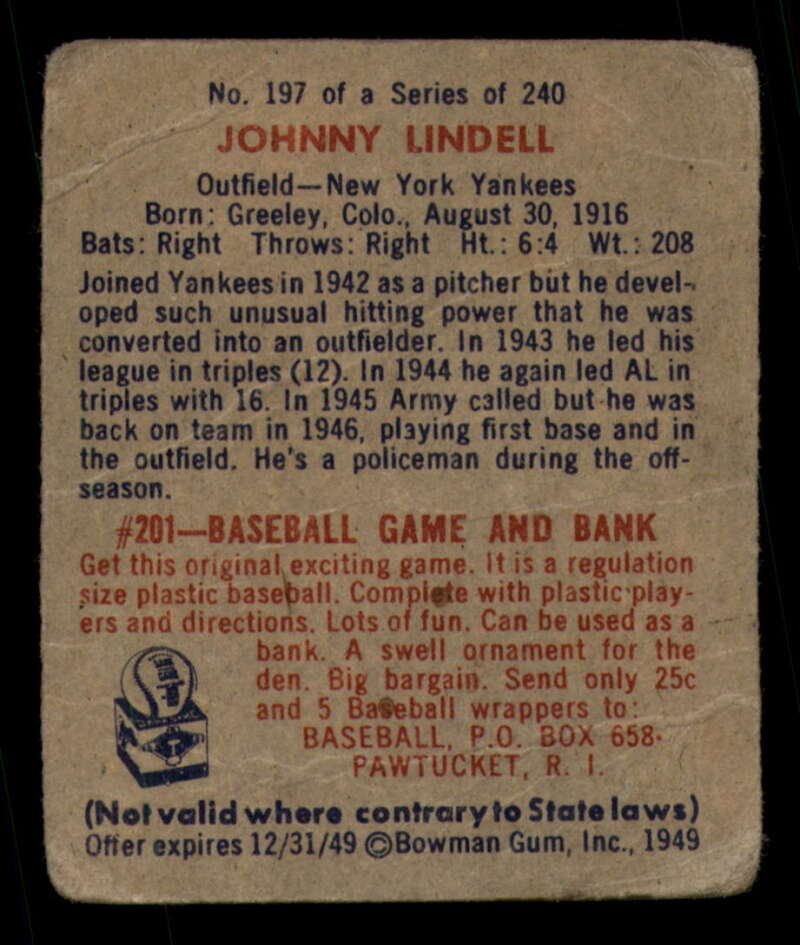 No. 197 of a Series of 240
JOHNNY LINDELL
Outfield—New York Yankees
Born: Greeley, Colo., August 30, 1916
Bats: Right Throws: Right Ht.: 6:4 Wt.: 208
Joined Yankees in 1942 as a pitcher but he devel-
oped such unusual hitting power that he was
converted into an outfielder. In 1943 he led his
league in triples (12). In 1944 he again led AL in
triples with 16. In 1945 Army called but he was
back on team in 1946, playing first base and in
the outfield. He's a policeman during the off-
season.
#201—BASEBALL GAME AND BANK
Get this original exciting game. It is a regulation
size plastic baseball. Complete with plastic play-
ers and directions. Lots of fun. Can be used as a
bank. A swell ornament for the
den. Big bargain. Send only 25c
and 5 Baseball wrappers to:
BASEBALL, P.O. BOX 658
PAWTUCKET, R. I.
(Not valid where contrary to State laws)
Offer expires 12/31/49 ©Bowman Gum, Inc., 1949